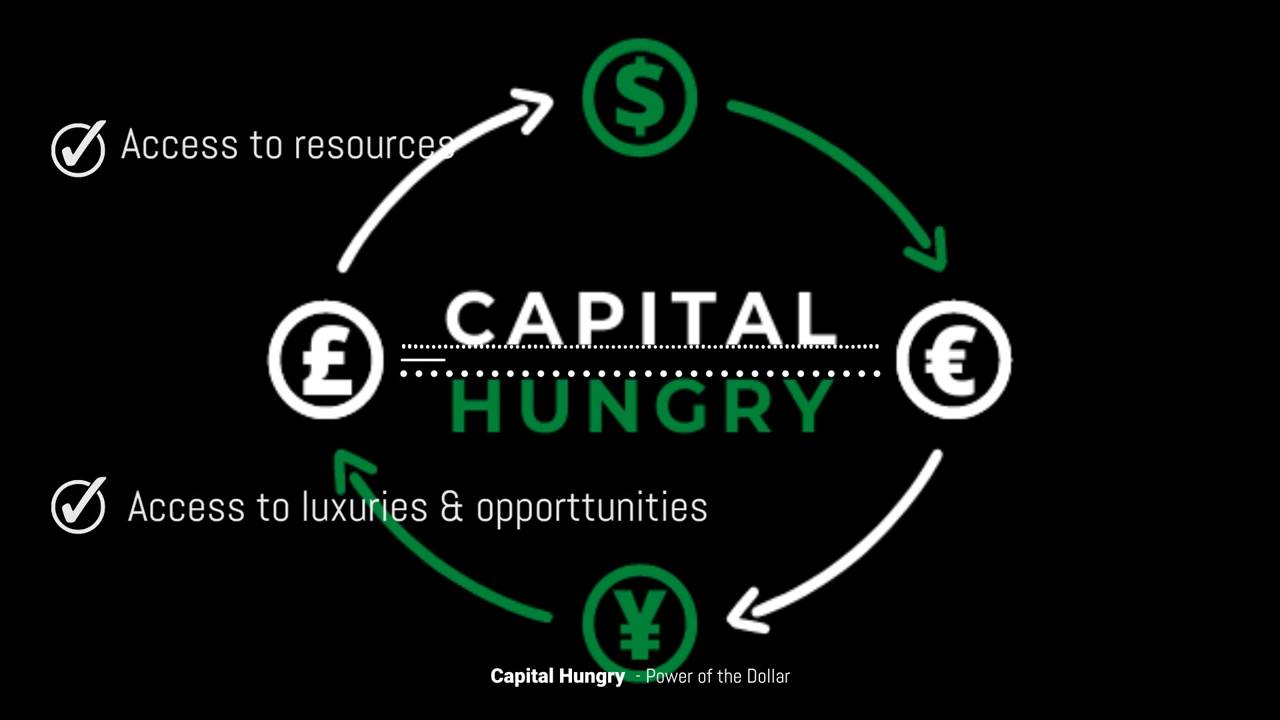 $
Access to resources
CAPITAL
£
€
HUNGRY
Access to luxuries & opporttunities
¥
Capital Hungry - Power of the Dollar